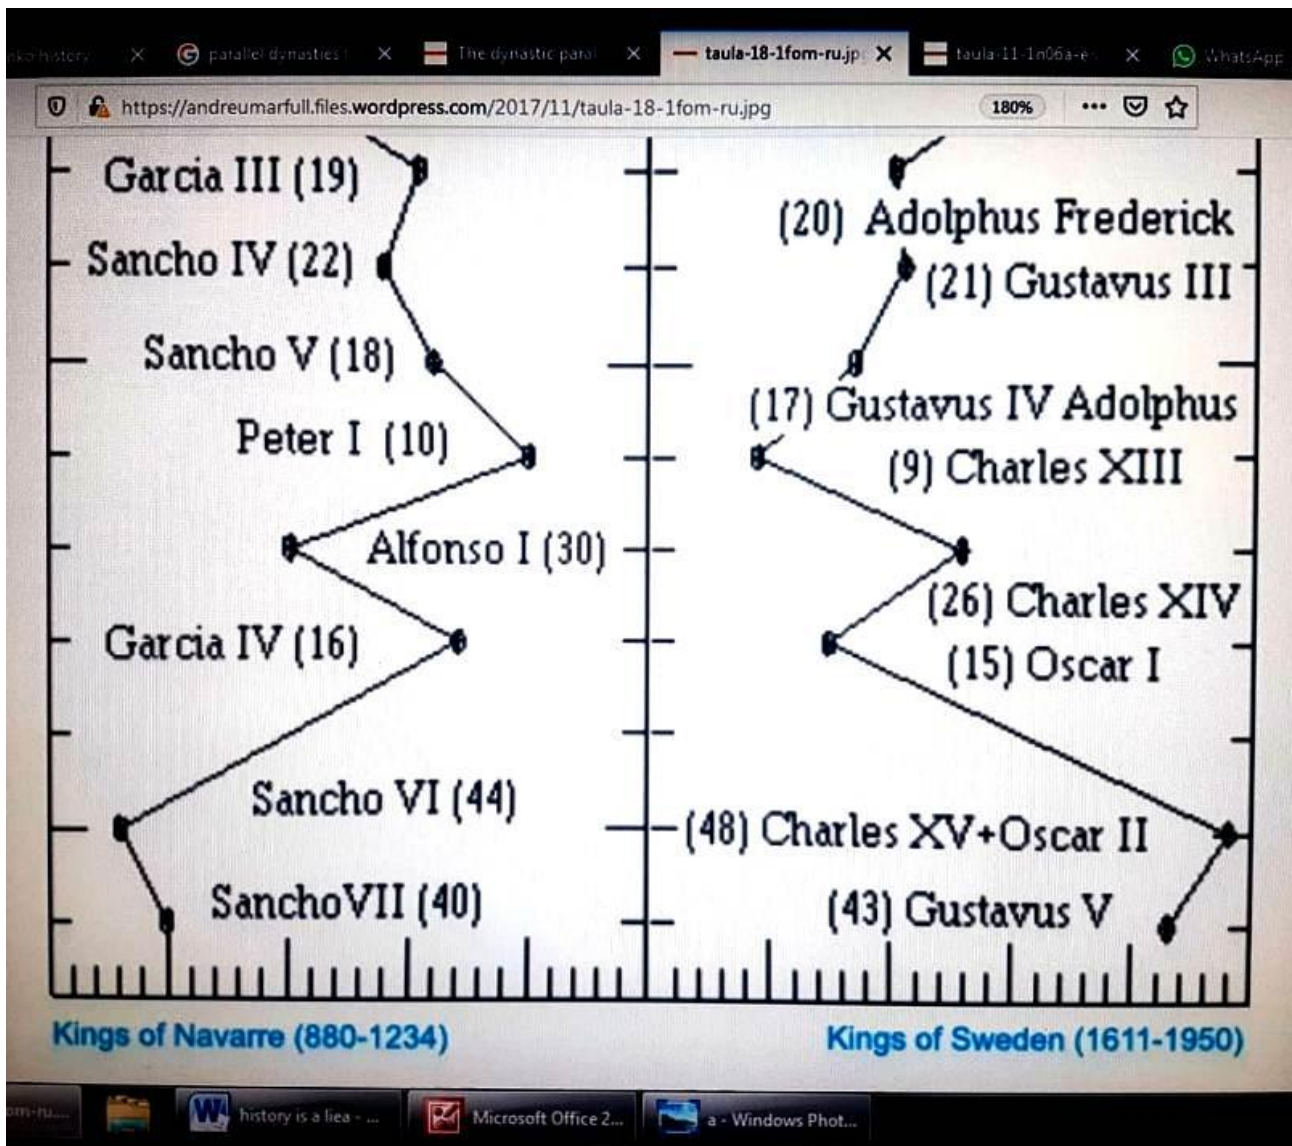 parallel dynasties
The dynastic paral
taula-18-1fom-ru.jp
WhatsApp
https://andreumarfull.files.wordpress.com/2017/11/taula-18-1fom-ru.jpg
180%
Garcia III (19)
Sancho IV (22)
Sancho V (18)
Peter I (10)
Alfonso I (30)
Garcia IV (16)
Sancho VI (44)
SanchoVII (40)
Kings of Navarre (880-1234)
(20) Adolphus Frederick
(21) Gustavus III
(17) Gustavus IV Adolphus
(9) Charles XIII
(26) Charles XIV
(15) Oscar I
(48) Charles XV+Oscar II
(43) Gustavus V
Kings of Sweden (1611-1950)
om-ru....
history is a liea - ...
Microsoft Office 2...
a - Windows Phot...